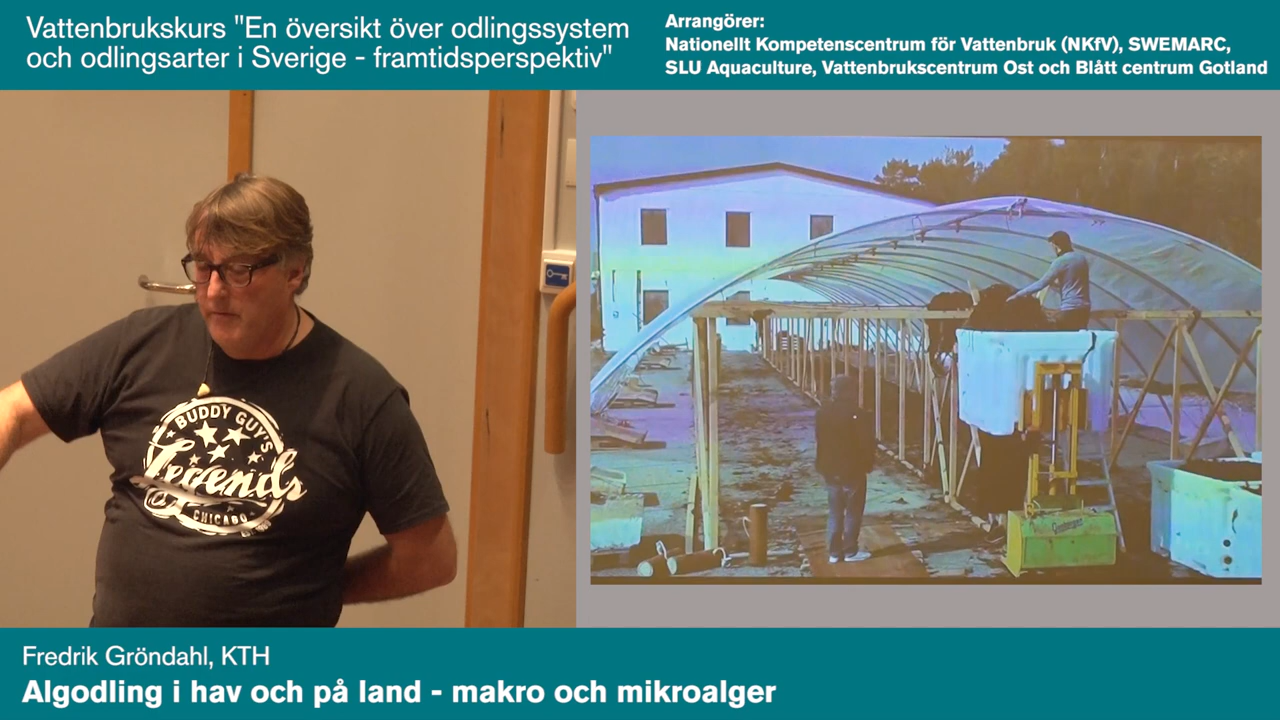 Vattenbrukskurs "En översikt över odlingssystem
och odlingsarter i Sverige - framtidsperspektiv"
Arrangörer:
Nationellt Kompetenscentrum för Vattenbruk (NKfV), SWEMARC,
SLU Aquaculture, Vattenbrukscentrum Ost och Blått centrum Gotland
BUDDY GUY'S
Legends
CHICAGO
Fredrik Gröndahl, KTH
Algodling i hav och på land - makro och mikroalger